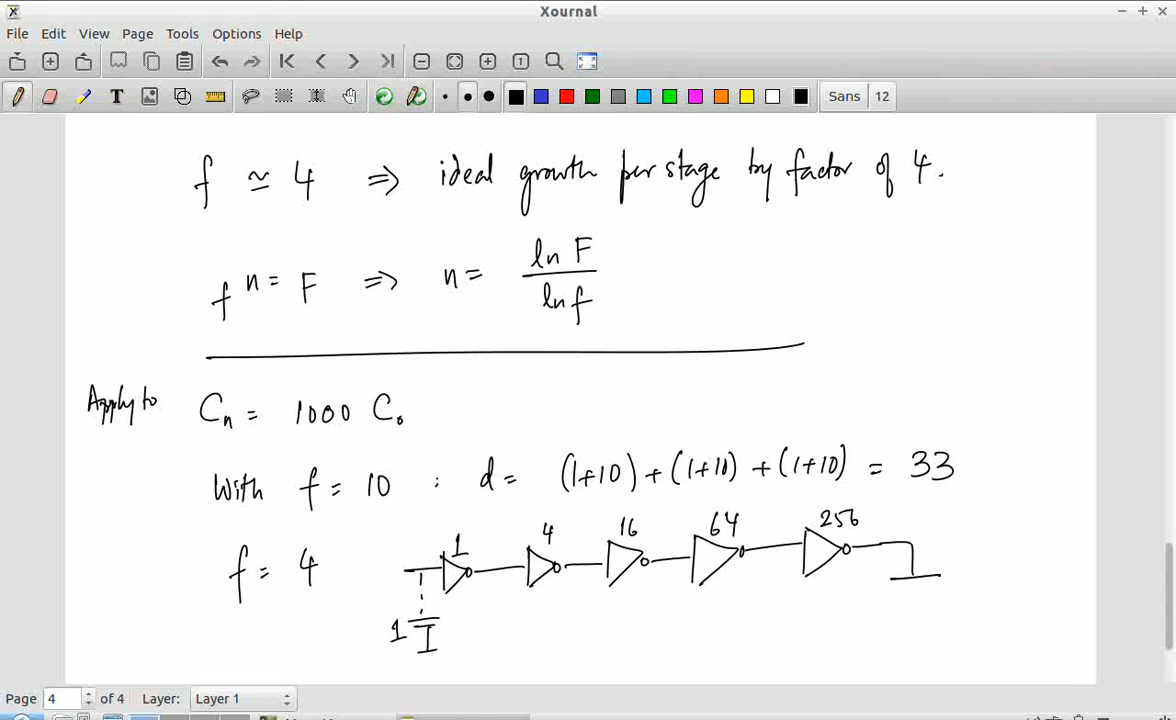 Xournal
File Edit View Page Tools Options Help
Sans 12
f ≃ 4 ⇒ ideal growth per stage by factor of 4.
f^n = F ⇒ n = ln F / ln f
Apply to C_n = 1000 C_0
With f = 10 : d = (1+10) + (1+10) + (1+10) = 33
1 4 16 64 256
f = 4
1
Page 4 of 4 Layer: Layer 1